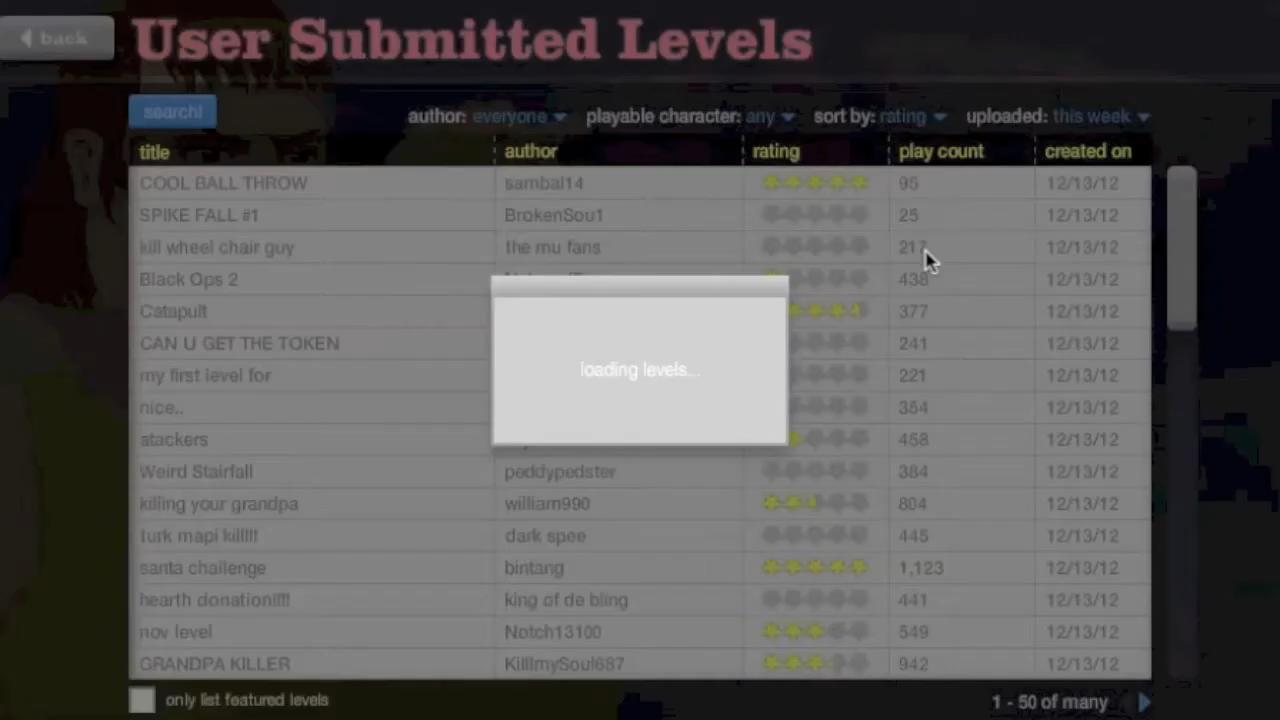 back
User Submitted Levels
search!
author: everyone playable character: any sort by: rating uploaded: this week
title author rating play count created on
COOL BALL THROW sambal14 95 12/13/12
SPIKE FALL #1 BrokenSou1 25 12/13/12
kill wheel chair guy the mu fans 217 12/13/12
Black Ops 2 438 12/13/12
Catapult 377 12/13/12
CAN U GET THE TOKEN 241 12/13/12
my first level for 221 12/13/12
loading levels...
nice.. 354 12/13/12
atackers 458 12/13/12
Weird Stairfall peddypedster 384 12/13/12
killing your grandpa william990 804 12/13/12
turk mapi kill!!! dark spee 445 12/13/12
santa challenge bintang 1,123 12/13/12
hearth donation!!!! king of de bling 441 12/13/12
nov level Notch13100 549 12/13/12
GRANDPA KILLER KilllmySoul687 942 12/13/12
only list featured levels 1 - 50 of many